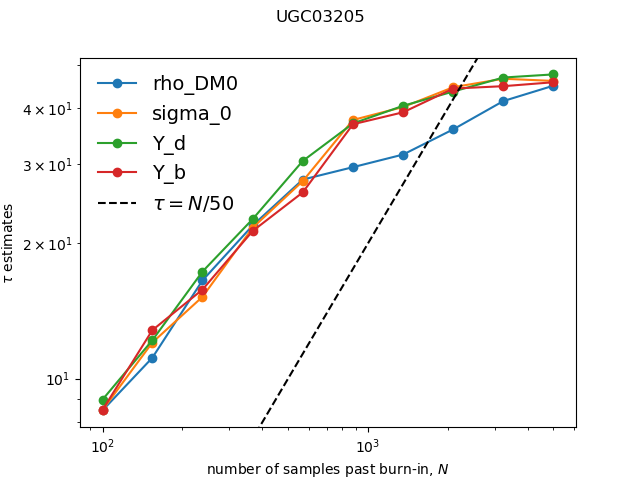 UGC03205
rho_DM0
sigma_0
Y_d
Y_b
τ = N/50
4 × 10¹
3 × 10¹
2 × 10¹
10¹
τ estimates
10² 10³
number of samples past burn-in, N